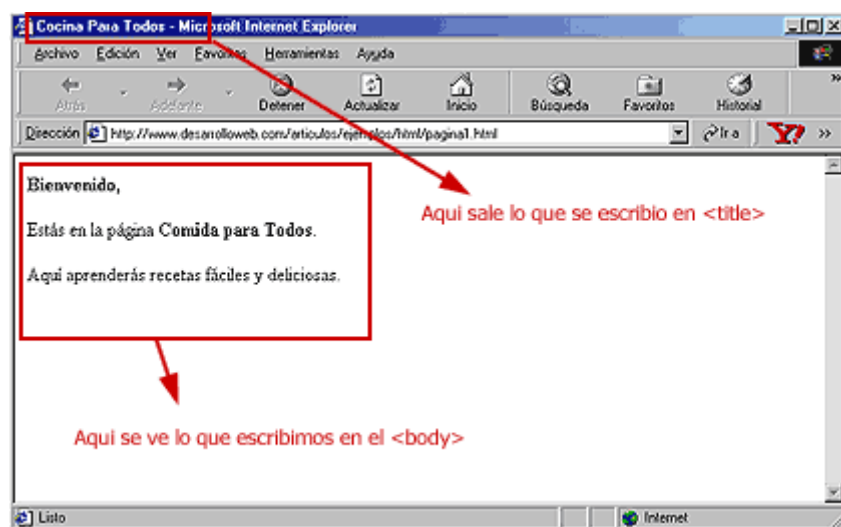 Cocina Para Todos - Microsoft Internet Explorer
Archivo Edición Ver Favoritos Herramientas Ayuda
Atrás Adelante Detener Actualizar Inicio Búsqueda Favoritos Historial »
Dirección http://www.desarrolloweb.com/articulos/ejemplos/html/pagina1.html Ir a Y! »
Bienvenido,
Aqui sale lo que se escribio en <title>
Estás en la página Comida para Todos.
Aquí aprenderás recetas fáciles y deliciosas.
Aqui se ve lo que escribimos en el <body>
Listo Internet